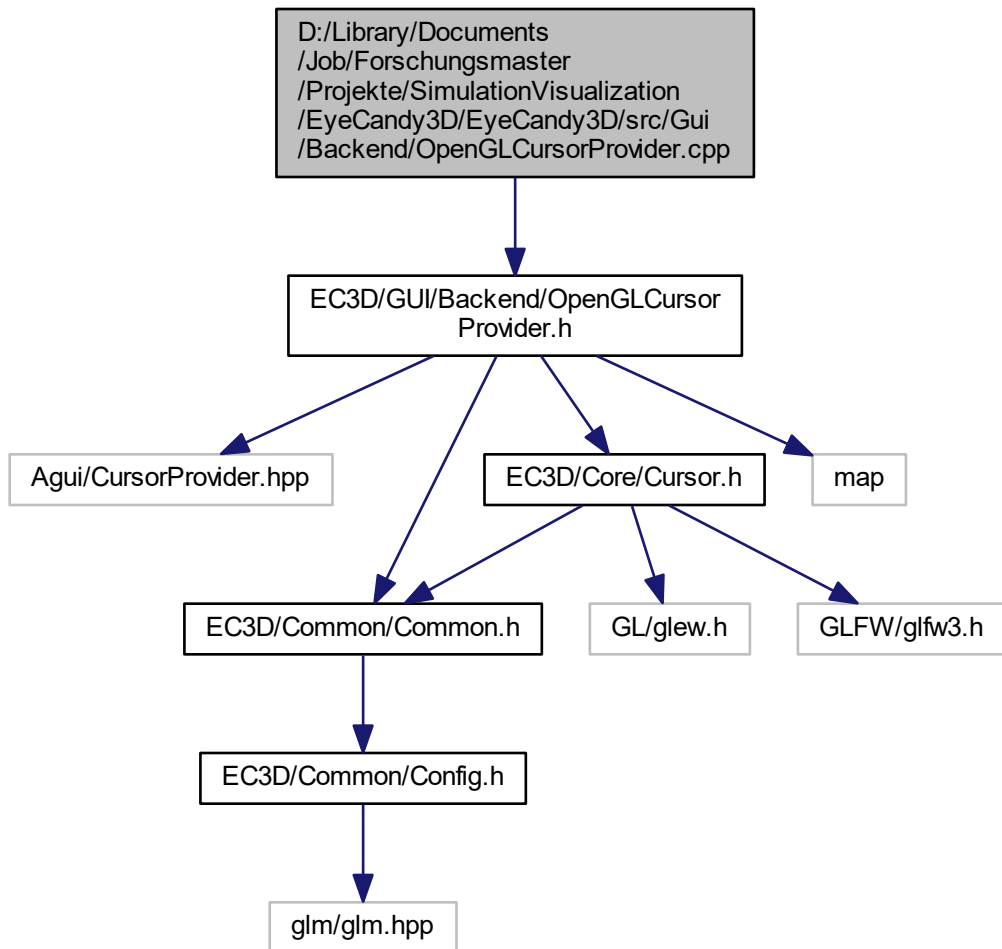 D:/Library/Documents
/Job/Forschungsmaster
/Projekte/SimulationVisualization
/EyeCandy3D/EyeCandy3D/src/Gui
/Backend/OpenGLCursorProvider.cpp
EC3D/GUI/Backend/OpenGLCursor
Provider.h
Agui/CursorProvider.hpp
EC3D/Core/Cursor.h
map
EC3D/Common/Common.h
GL/glew.h
GLFW/glfw3.h
EC3D/Common/Config.h
glm/glm.hpp